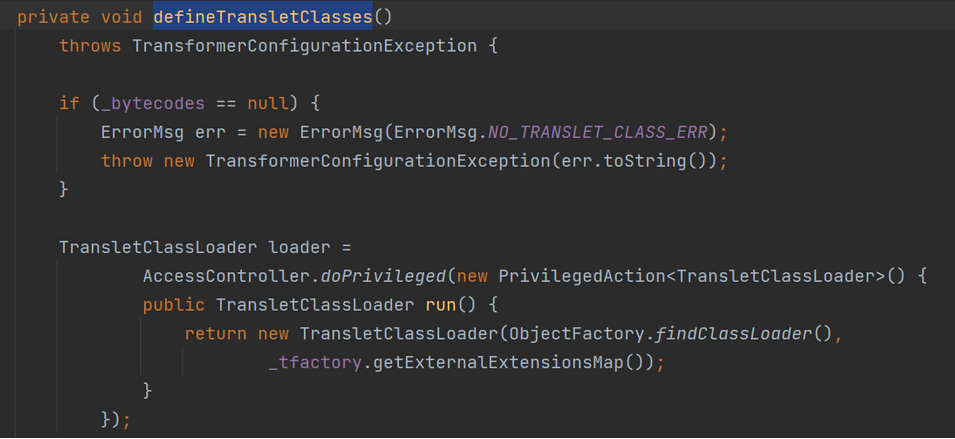 private void defineTransletClasses()
throws TransformerConfigurationException {
if (_bytecodes == null) {
ErrorMsg err = new ErrorMsg(ErrorMsg.NO_TRANSLET_CLASS_ERR);
throw new TransformerConfigurationException(err.toString());
}
TransletClassLoader loader =
AccessController.doPrivileged(new PrivilegedAction<TransletClassLoader>() {
public TransletClassLoader run() {
return new TransletClassLoader(ObjectFactory.findClassLoader(),
_tfactory.getExternalExtensionsMap());
}
});